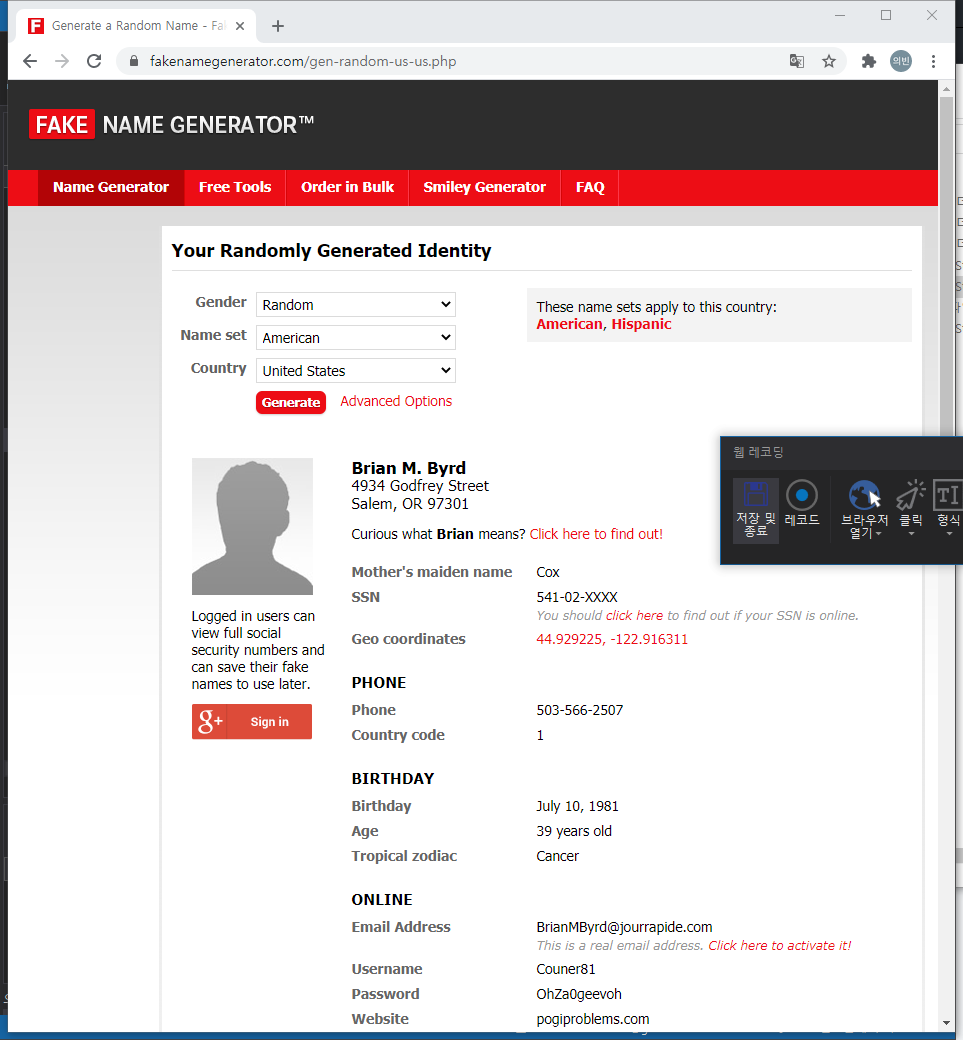 Generate a Random Name - Fa
fakenamegenerator.com/gen-random-us-us.php
의빈
FAKE NAME GENERATOR™
Name Generator Free Tools Order in Bulk Smiley Generator FAQ
Your Randomly Generated Identity
Gender Random
Name set American
Country United States
Generate Advanced Options
These name sets apply to this country:
American, Hispanic
Brian M. Byrd
4934 Godfrey Street
Salem, OR 97301
Curious what Brian means? Click here to find out!
Mother's maiden name Cox
SSN 541-02-XXXX
You should click here to find out if your SSN is online.
Geo coordinates 44.929225, -122.916311
Logged in users can
view full social
security numbers and
can save their fake
names to use later.
g+ Sign in
PHONE
Phone 503-566-2507
Country code 1
BIRTHDAY
Birthday July 10, 1981
Age 39 years old
Tropical zodiac Cancer
ONLINE
Email Address BrianMByrd@jourrapide.com
This is a real email address. Click here to activate it!
Username Couner81
Password OhZa0geevoh
Website pogiproblems.com
웹 레코딩
저장 및 종료
레코드
브라우저 열기
클릭
형식
TI